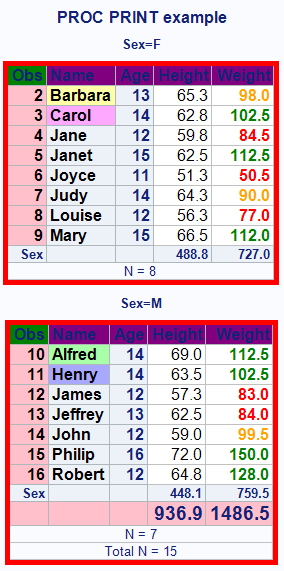 PROC PRINT example
Sex=F
Obs Name Age Height Weight
2 Barbara 13 65.3 98.0
3 Carol 14 62.8 102.5
4 Jane 12 59.8 84.5
5 Janet 15 62.5 112.5
6 Joyce 11 51.3 50.5
7 Judy 14 64.3 90.0
8 Louise 12 56.3 77.0
9 Mary 15 66.5 112.0
Sex 488.8 727.0
N = 8
Sex=M
Obs Name Age Height Weight
10 Alfred 14 69.0 112.5
11 Henry 14 63.5 102.5
12 James 12 57.3 83.0
13 Jeffrey 13 62.5 84.0
14 John 12 59.0 99.5
15 Philip 16 72.0 150.0
16 Robert 12 64.8 128.0
Sex 448.1 759.5
936.9 1486.5
N = 7
Total N = 15